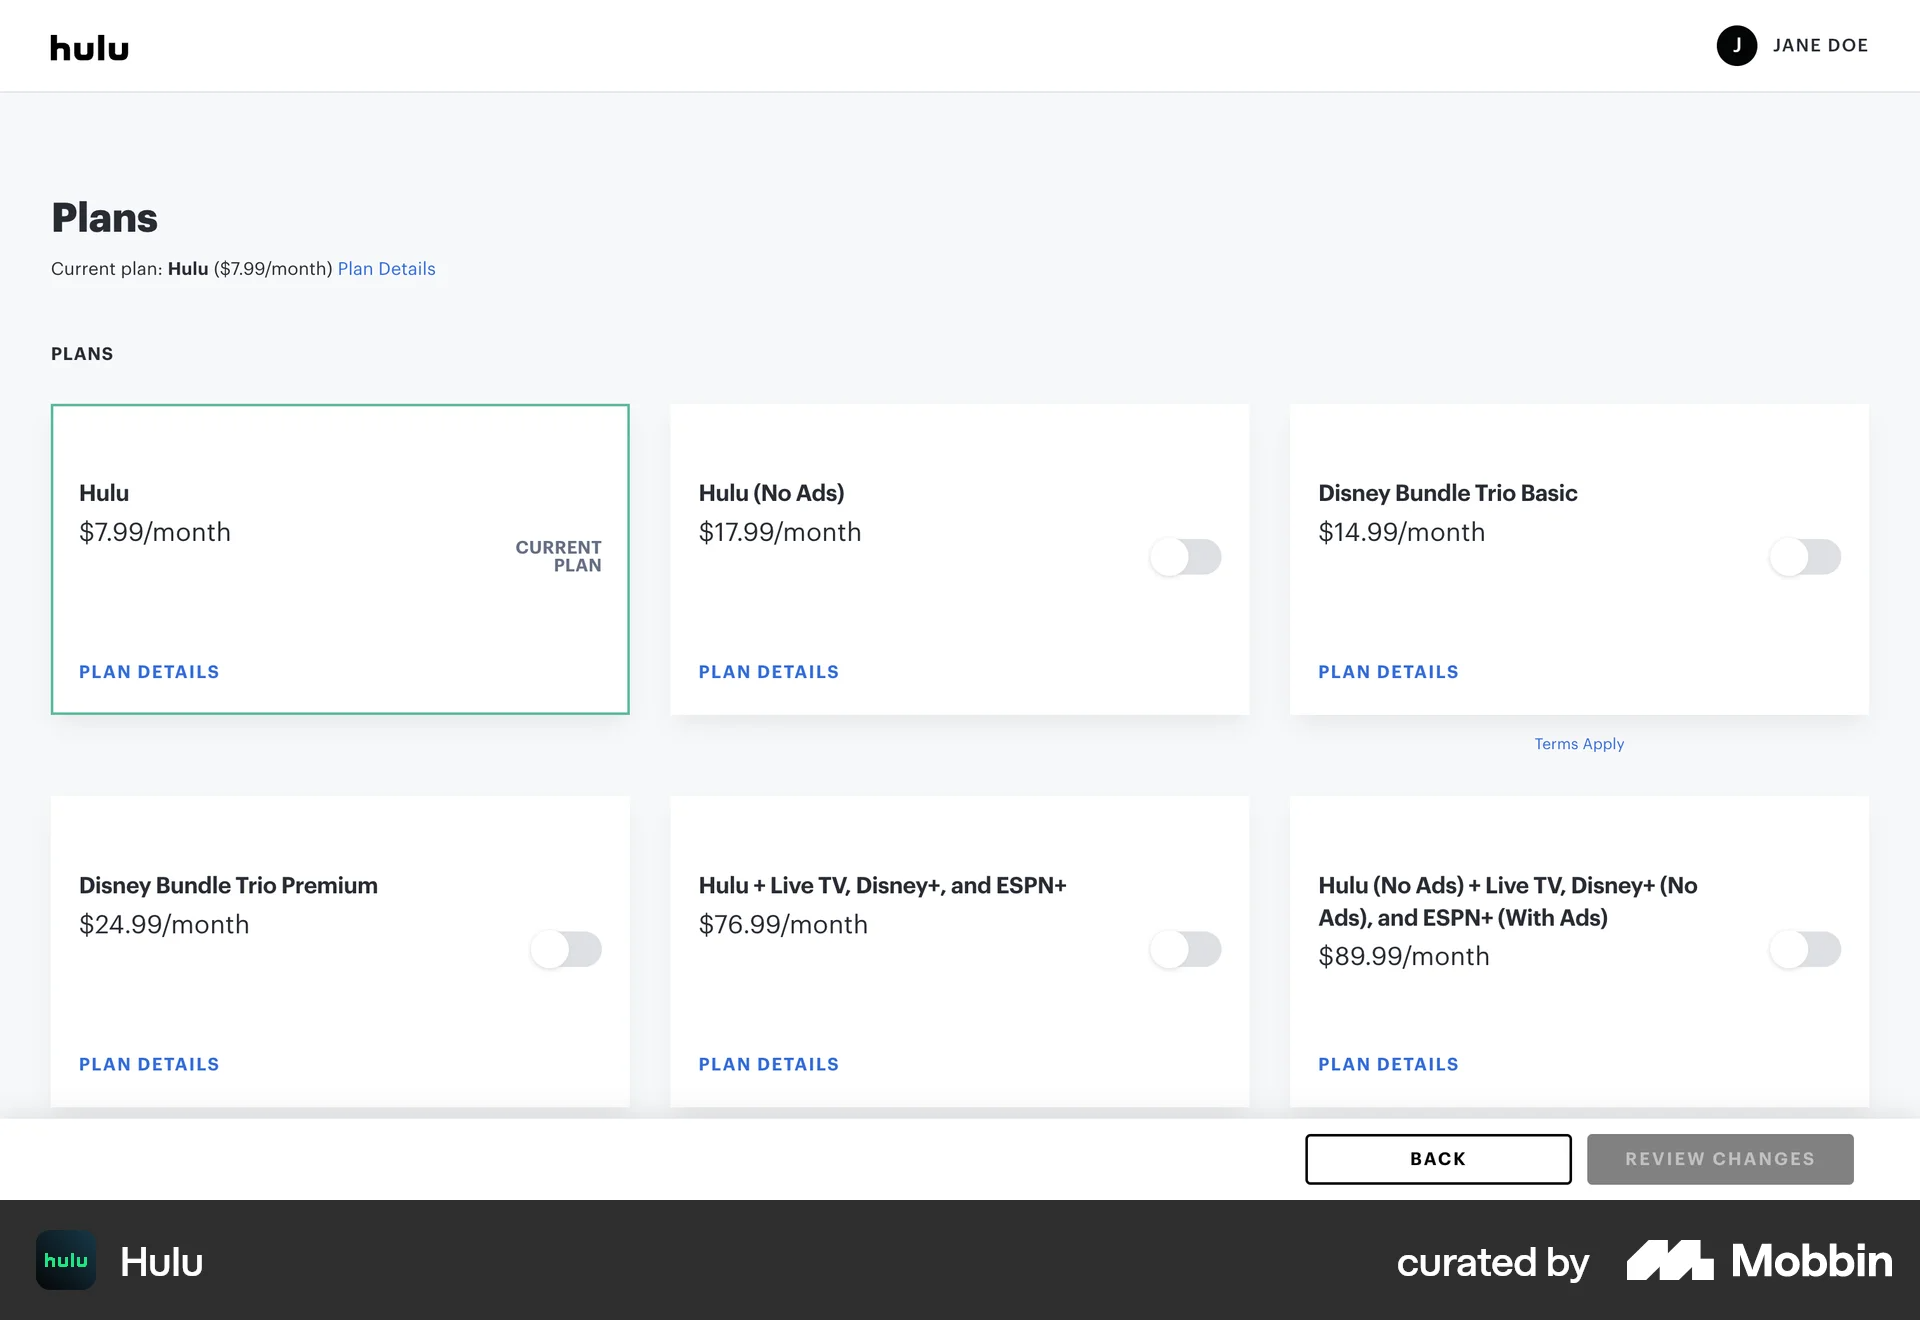 hulu
J JANE DOE
Plans
Current plan: Hulu ($7.99/month) Plan Details
PLANS
Hulu
$7.99/month
CURRENT
PLAN
PLAN DETAILS
Hulu (No Ads)
$17.99/month
PLAN DETAILS
Disney Bundle Trio Basic
$14.99/month
PLAN DETAILS
Terms Apply
Disney Bundle Trio Premium
$24.99/month
PLAN DETAILS
Hulu + Live TV, Disney+, and ESPN+
$76.99/month
PLAN DETAILS
Hulu (No Ads) + Live TV, Disney+ (No
Ads), and ESPN+ (With Ads)
$89.99/month
PLAN DETAILS
BACK
REVIEW CHANGES
hulu
Hulu
curated by Mobbin